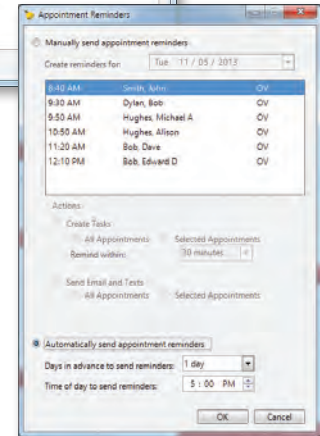 Appointment Reminders
Manually send appointment reminders
Create reminders for: Tue 11 / 05 / 2013
8:40 AM Smith, John OV
9:30 AM Dylan, Bob OV
9:50 AM Hughes, Michael A OV
10:50 AM Hughes, Alison OV
11:20 AM Bob, Dave OV
12:10 PM Bob, Edward D OV
Actions:
Create Tasks
All Appointments Selected Appointments
Remind within: 30 minutes
Send Email and Texts
All Appointments Selected Appointments
Automatically send appointment reminders
Days in advance to send reminders: 1 day
Time of day to send reminders: 5 : 00 PM
OK Cancel